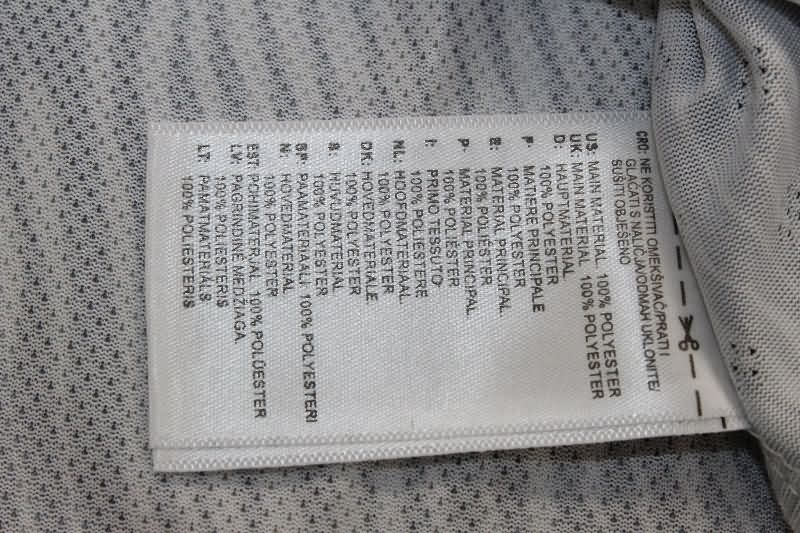 CRO: NE KORISTITI OMEKŠIVAČ/PRATI I
GLAČATI S NALIČJA/ODMAH UKLONITE/
SUŠITI OBJEŠENO
US: MAIN MATERIAL 100% POLYESTER
UK: MAIN MATERIAL 100% POLYESTER
D: HAUPTMATERIAL
100% POLYESTER
F: MATIERE PRINCIPALE
100% POLYESTER
E: MATERIAL PRINCIPAL
100% POLIÉSTER
P: MATERIAL PRINCIPAL
100% POLIESTER
I: PRIMO TESSUTO
100% POLIESTERE
NL: HOOFDMATERIAAL
100% POLYESTER
DK: HOVEDMATERIALE
100% POLYESTER
S: HUVUDMATERIAL
100% POLYESTER
SF: PÄÄMATERIAALI 100% POLYESTERI
N: HOVEDMATERIAL
100% POLYESTER
EST: PÕHIMATERJAL 100% POLÜESTER
LV: PAGRINDINĖ MEDŽIAGA
100% POLIESTERIS
LT: PAMATMATERIĀLS
100% POLIESTERIS